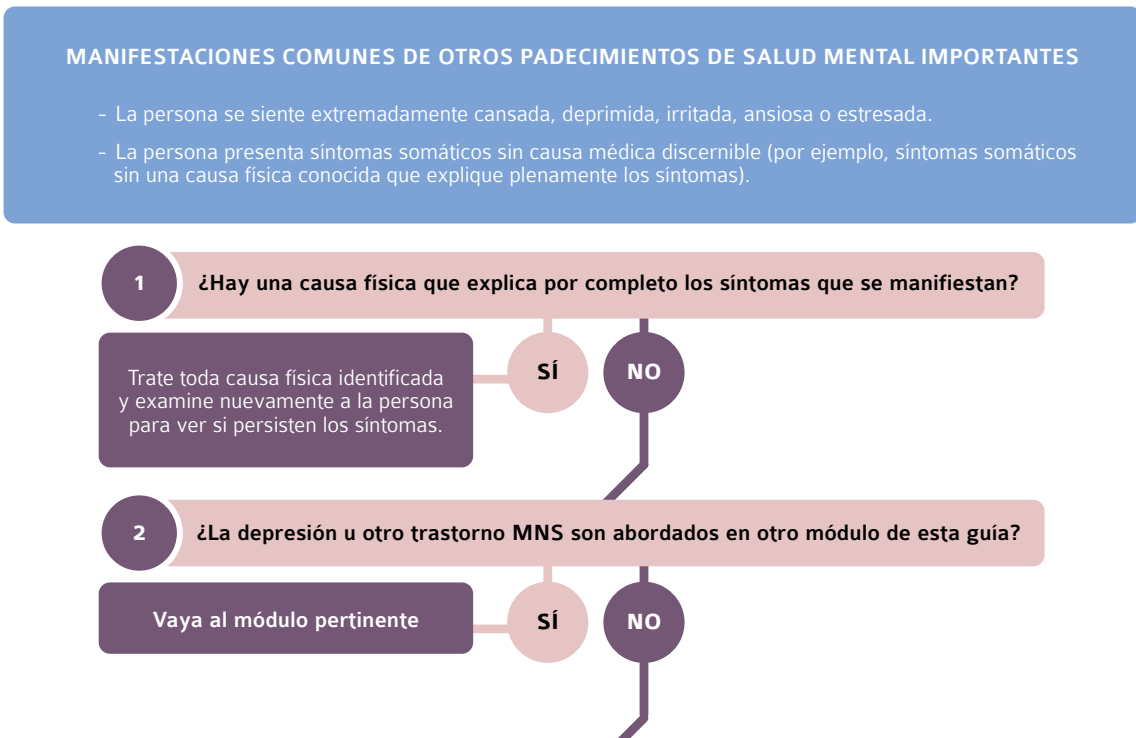 MANIFESTACIONES COMUNES DE OTROS PADECIMIENTOS DE SALUD MENTAL IMPORTANTES
- La persona se siente extremadamente cansada, deprimida, irritada, ansiosa o estresada.
- La persona presenta síntomas somáticos sin causa médica discernible (por ejemplo, síntomas somáticos
sin una causa física conocida que explique plenamente los síntomas).
1 ¿Hay una causa física que explica por completo los síntomas que se manifiestan?
Trate toda causa física identificada
y examine nuevamente a la persona
para ver si persisten los síntomas.
SÍ NO
2 ¿La depresión u otro trastorno MNS son abordados en otro módulo de esta guía?
Vaya al módulo pertinente SÍ NO